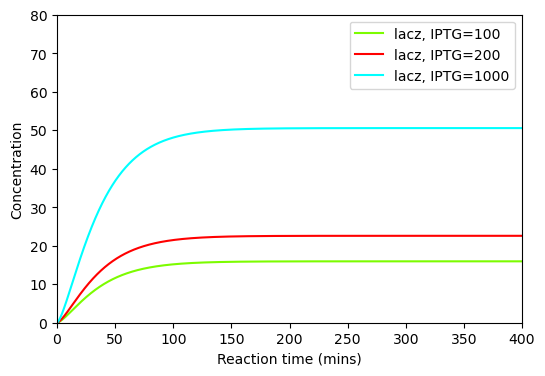 80
70
60
50
40
30
20
10
0
Concentration
lacz, IPTG=100
lacz, IPTG=200
lacz, IPTG=1000
0 50 100 150 200 250 300 350 400
Reaction time (mins)